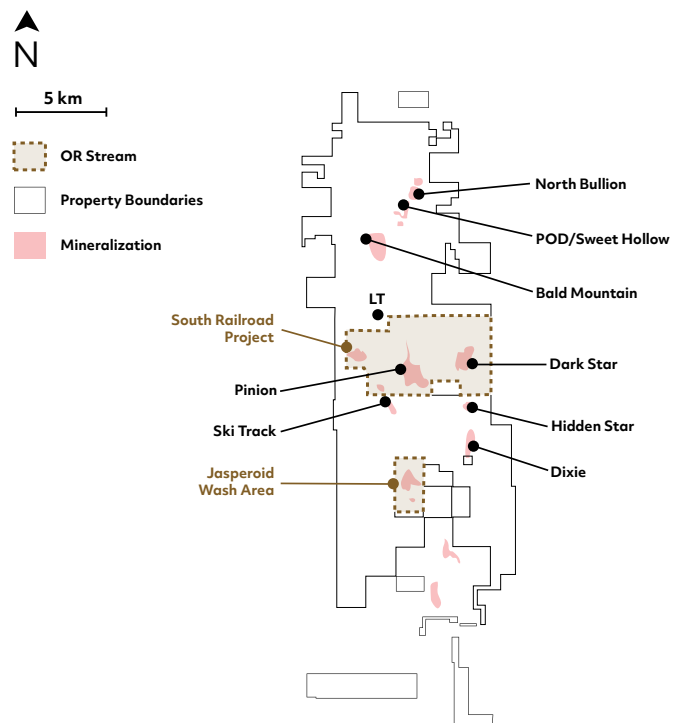 N
5 km
OR Stream
Property Boundaries
Mineralization
North Bullion
POD/Sweet Hollow
Bald Mountain
LT
South Railroad
Project
Dark Star
Pinion
Hidden Star
Ski Track
Dixie
Jasperoid
Wash Area